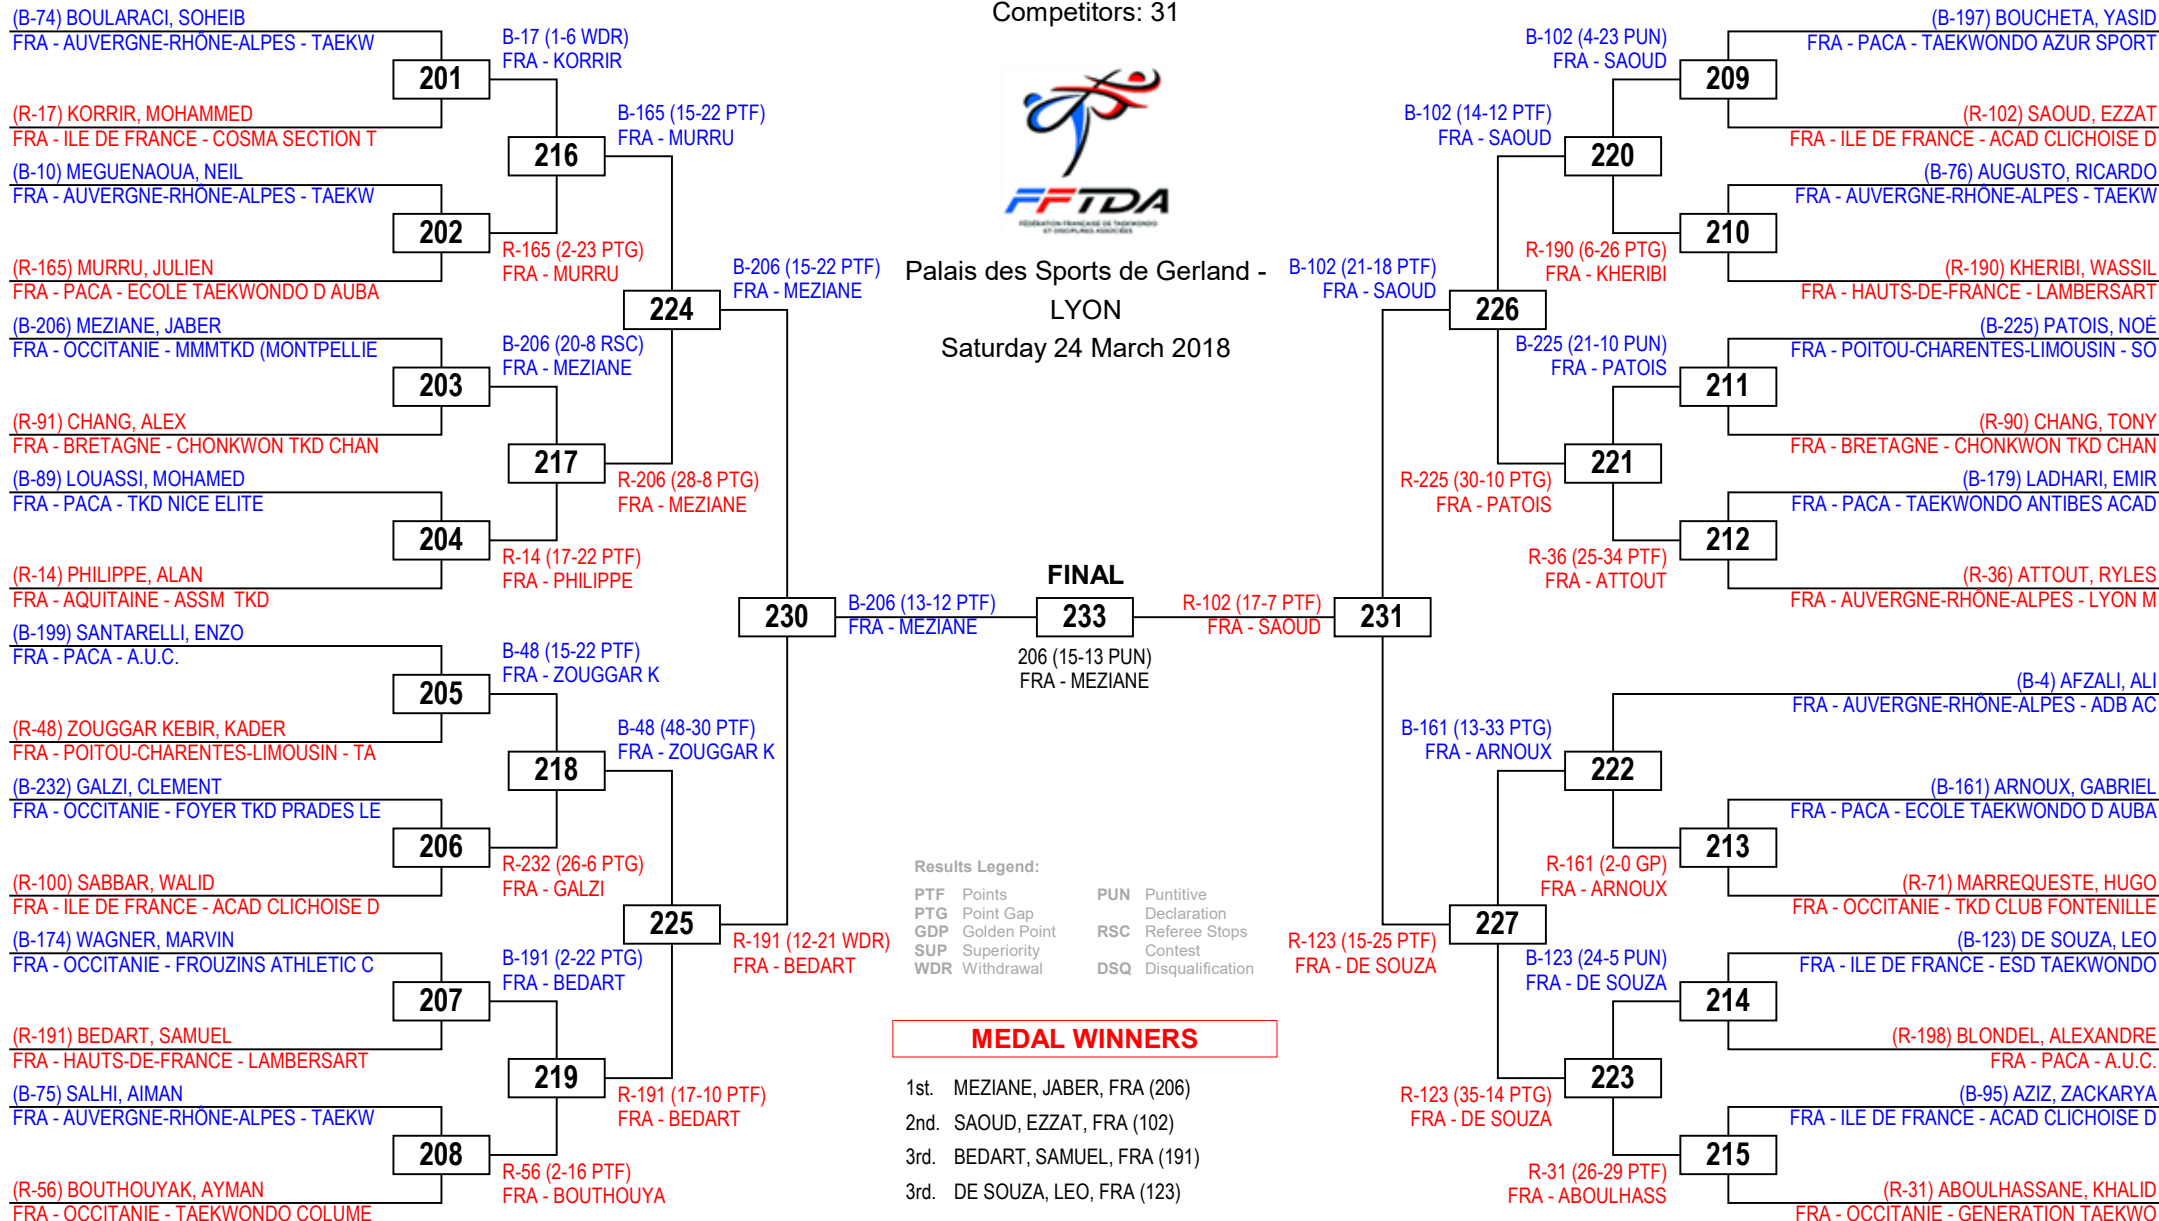 Competitors: 31
(B-74) BOULARACI, SOHEIB
FRA - AUVERGNE-RHÔNE-ALPES - TAEKW
201
(R-17) KORRIR, MOHAMMED
FRA - ILE DE FRANCE - COSMA SECTION T
(B-10) MEGUENAOUA, NEIL
FRA - AUVERGNE-RHÔNE-ALPES - TAEKW
202
(R-165) MURRU, JULIEN
FRA - PACA - ECOLE TAEKWONDO D AUBA
(B-206) MEZIANE, JABER
FRA - OCCITANIE - MMMTKD (MONTPELLIE
203
(R-91) CHANG, ALEX
FRA - BRETAGNE - CHONKWON TKD CHAN
(B-89) LOUASSI, MOHAMED
FRA - PACA - TKD NICE ELITE
204
(R-14) PHILIPPE, ALAN
FRA - AQUITAINE - ASSM TKD
(B-199) SANTARELLI, ENZO
FRA - PACA - A.U.C.
205
(R-48) ZOUGGAR KEBIR, KADER
FRA - POITOU-CHARENTES-LIMOUSIN - TA
(B-232) GALZI, CLEMENT
FRA - OCCITANIE - FOYER TKD PRADES LE
206
(R-100) SABBAR, WALID
FRA - ILE DE FRANCE - ACAD CLICHOISE D
(B-174) WAGNER, MARVIN
FRA - OCCITANIE - FROUZINS ATHLETIC C
207
(R-191) BEDART, SAMUEL
FRA - HAUTS-DE-FRANCE - LAMBERSART
(B-75) SALHI, AIMAN
FRA - AUVERGNE-RHÔNE-ALPES - TAEKW
208
(R-56) BOUTHOUYAK, AYMAN
FRA - OCCITANIE - TAEKWONDO COLUME
B-17 (1-6 WDR)
FRA - KORRIR
216
R-165 (2-23 PTG)
FRA - MURRU
B-206 (20-8 RSC)
FRA - MEZIANE
217
R-14 (17-22 PTF)
FRA - PHILIPPE
B-48 (15-22 PTF)
FRA - ZOUGGAR K
218
R-232 (26-6 PTG)
FRA - GALZI
B-191 (2-22 PTG)
FRA - BEDART
219
R-56 (2-16 PTF)
FRA - BOUTHOUYA
B-165 (15-22 PTF)
FRA - MURRU
224
R-206 (28-8 PTG)
FRA - MEZIANE
B-48 (48-30 PTF)
FRA - ZOUGGAR K
225
R-191 (17-10 PTF)
FRA - BEDART
B-206 (15-22 PTF)
FRA - MEZIANE
230
R-191 (12-21 WDR)
FRA - BEDART
FFTDA
FÉDÉRATION FRANÇAISE DE TAEKWONDO
ET DISCIPLINES ASSOCIÉES
Palais des Sports de Gerland -
LYON
Saturday 24 March 2018
FINAL
B-206 (13-12 PTF)
FRA - MEZIANE
233
R-102 (17-7 PTF)
FRA - SAOUD
206 (15-13 PUN)
FRA - MEZIANE
Results Legend:
PTF Points
PTG Point Gap
GDP Golden Point
SUP Superiority
WDR Withdrawal
PUN Puntitive
Declaration
RSC Referee Stops
Contest
DSQ Disqualification
MEDAL WINNERS
1st. MEZIANE, JABER, FRA (206)
2nd. SAOUD, EZZAT, FRA (102)
3rd. BEDART, SAMUEL, FRA (191)
3rd. DE SOUZA, LEO, FRA (123)
B-102 (21-18 PTF)
FRA - SAOUD
231
R-123 (15-25 PTF)
FRA - DE SOUZA
B-102 (14-12 PTF)
FRA - SAOUD
226
R-225 (30-10 PTG)
FRA - PATOIS
B-161 (13-33 PTG)
FRA - ARNOUX
227
R-123 (35-14 PTG)
FRA - DE SOUZA
B-102 (4-23 PUN)
FRA - SAOUD
220
R-190 (6-26 PTG)
FRA - KHERIBI
B-225 (21-10 PUN)
FRA - PATOIS
221
R-36 (25-34 PTF)
FRA - ATTOUT
222
R-161 (2-0 GP)
FRA - ARNOUX
B-123 (24-5 PUN)
FRA - DE SOUZA
223
R-31 (26-29 PTF)
FRA - ABOULHASS
(B-197) BOUCHETA, YASID
FRA - PACA - TAEKWONDO AZUR SPORT
209
(R-102) SAOUD, EZZAT
FRA - ILE DE FRANCE - ACAD CLICHOISE D
(B-76) AUGUSTO, RICARDO
FRA - AUVERGNE-RHÔNE-ALPES - TAEKW
210
(R-190) KHERIBI, WASSIL
FRA - HAUTS-DE-FRANCE - LAMBERSART
(B-225) PATOIS, NOÉ
FRA - POITOU-CHARENTES-LIMOUSIN - SO
211
(R-90) CHANG, TONY
FRA - BRETAGNE - CHONKWON TKD CHAN
(B-179) LADHARI, EMIR
FRA - PACA - TAEKWONDO ANTIBES ACAD
212
(R-36) ATTOUT, RYLES
FRA - AUVERGNE-RHÔNE-ALPES - LYON M
(B-4) AFZALI, ALI
FRA - AUVERGNE-RHÔNE-ALPES - ADB AC
(B-161) ARNOUX, GABRIEL
FRA - PACA - ECOLE TAEKWONDO D AUBA
213
(R-71) MARREQUESTE, HUGO
FRA - OCCITANIE - TKD CLUB FONTENILLE
(B-123) DE SOUZA, LEO
FRA - ILE DE FRANCE - ESD TAEKWONDO
214
(R-198) BLONDEL, ALEXANDRE
FRA - PACA - A.U.C.
(B-95) AZIZ, ZACKARYA
FRA - ILE DE FRANCE - ACAD CLICHOISE D
215
(R-31) ABOULHASSANE, KHALID
FRA - OCCITANIE - GENERATION TAEKWO